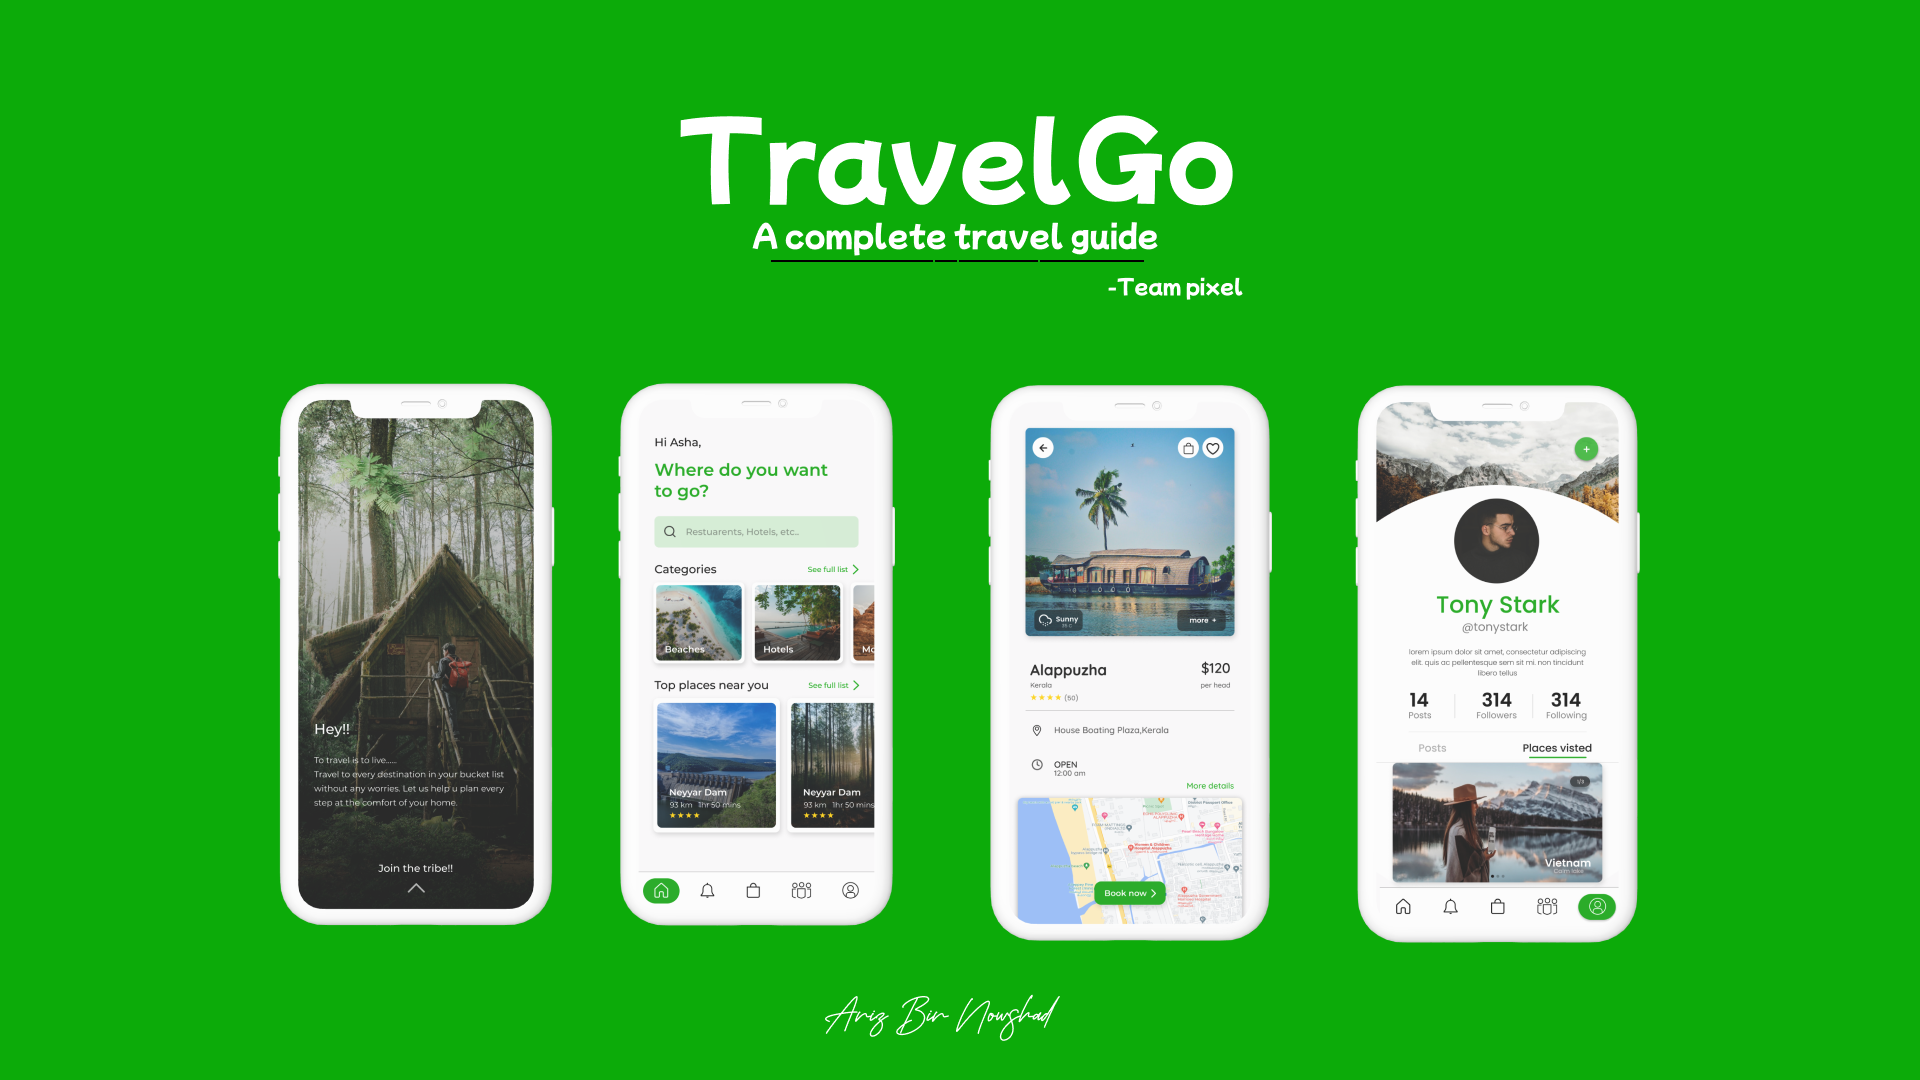 TravelGo
A complete travel guide
-Team pixel
Hey!!
To travel is to live.....
Travel to every destination in your bucket list
without any worries. Let us help u plan every
step at the comfort of your home.
Join the tribe!!
Hi Asha,
Where do you want
to go?
Restuarents, Hotels, etc..
Categories
See full list
Beaches
Hotels
Mo
Top places near you
See full list
Neyyar Dam
93 km 1hr 50 mins
Neyyar Dam
93 km 1hr 50 mins
Sunny
more +
Alappuzha
$120
Kerala
per head
(50)
House Boating Plaza,Kerala
OPEN
12:00 am
More details
Book now
Tony Stark
@tonystark
lorem ipsum dolor sit amet, consectetur adipiscing
elit. quis ac pellentesque sem sit mi. non tincidunt
libero tellus
14
314
314
Posts
Followers
Following
Posts
Places visted
1/3
Vietnam
Calm lake
Ariz Bin Nowshad